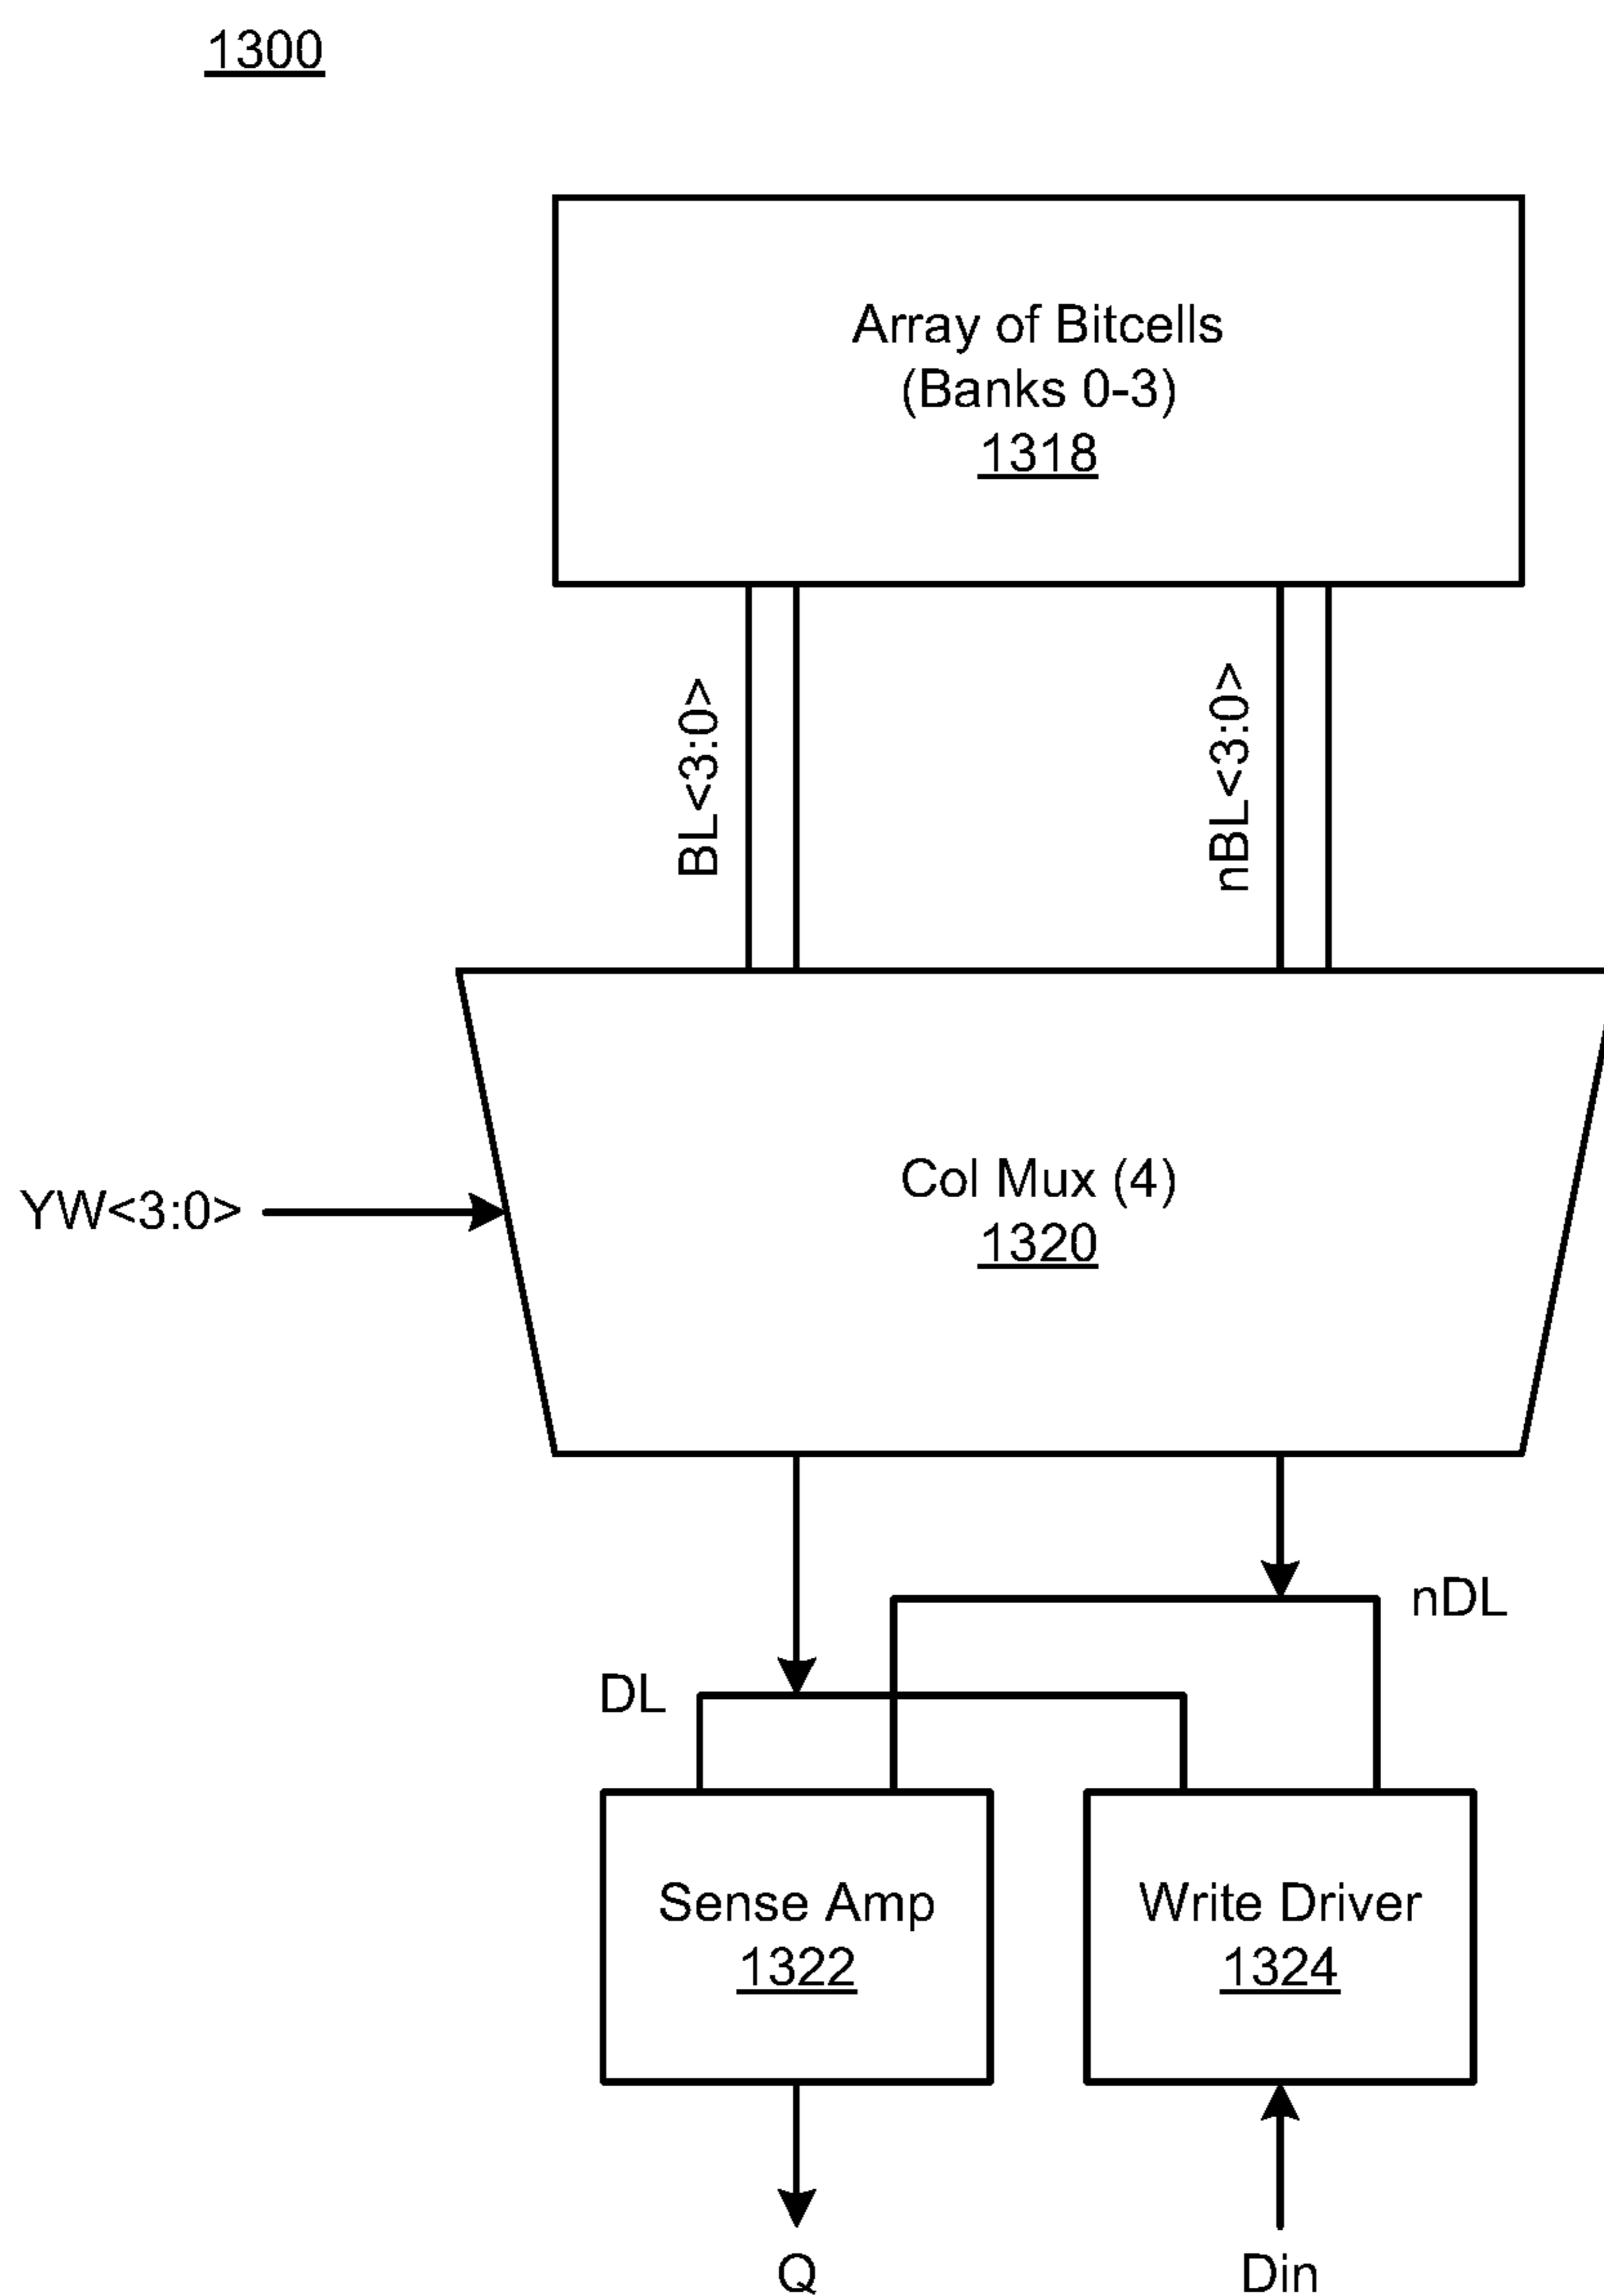 1300
Array of Bitcells
(Banks 0-3)
1318
BL<3:0>
nBL<3:0>
Col Mux (4)
1320
YW<3:0>
nDL
DL
Sense Amp
1322
Write Driver
1324
Q
Din